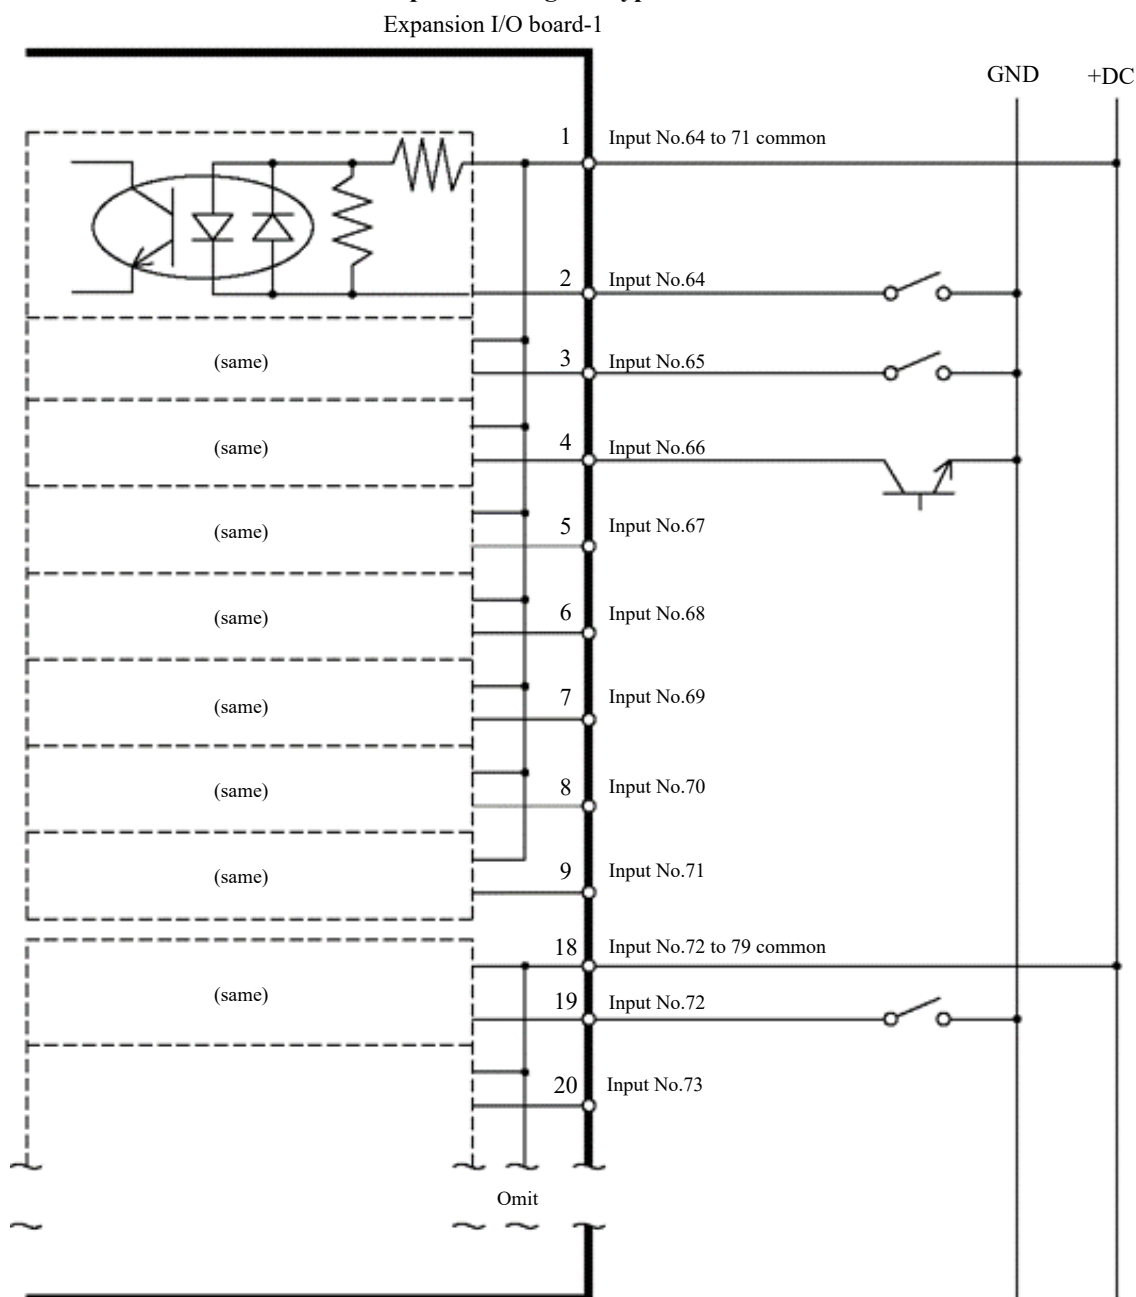 Expansion I/O board-1
GND +DC
1 Input No.64 to 71 common
2 Input No.64
(same) 3 Input No.65
(same) 4 Input No.66
(same) 5 Input No.67
(same) 6 Input No.68
(same) 7 Input No.69
(same) 8 Input No.70
(same) 9 Input No.71
18 Input No.72 to 79 common
(same) 19 Input No.72
20 Input No.73
Omit